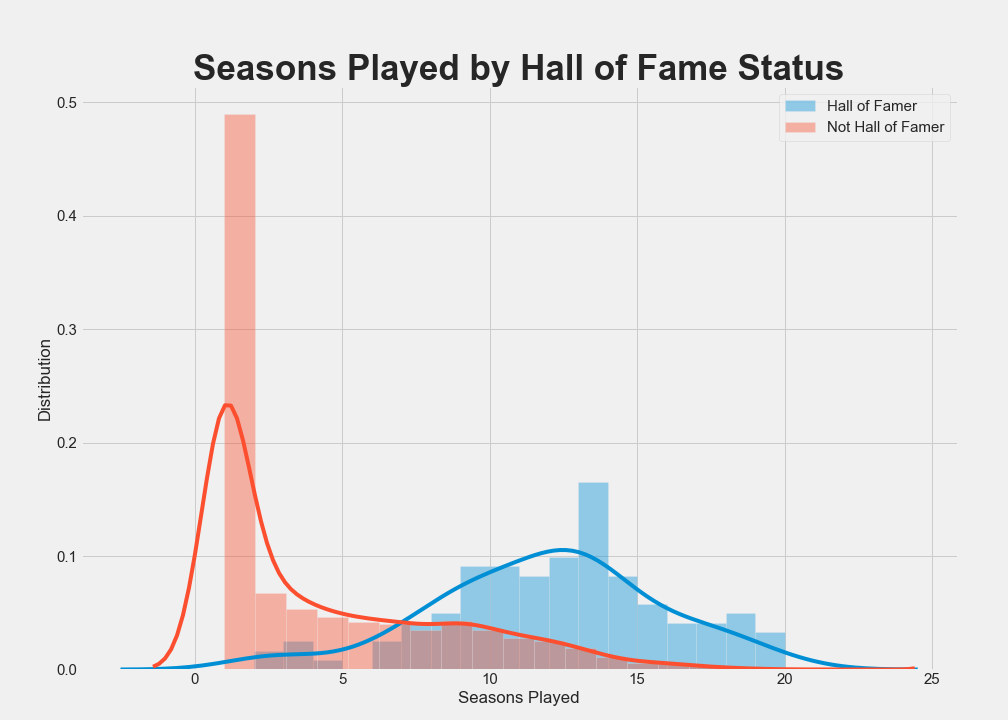 Seasons Played by Hall of Fame Status
Hall of Famer
Not Hall of Famer
0.5
0.4
0.3
0.2
0.1
0.0
Distribution
0 5 10 15 20 25
Seasons Played